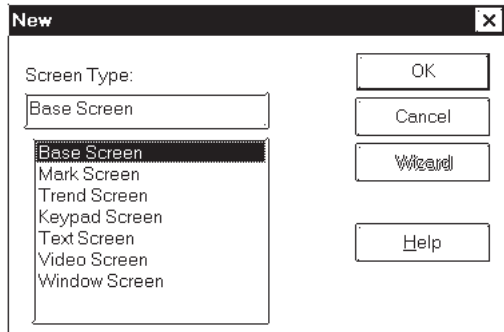 New
Screen Type:
Base Screen
Base Screen
Mark Screen
Trend Screen
Keypad Screen
Text Screen
Video Screen
Window Screen
OK
Cancel
Wizard
Help